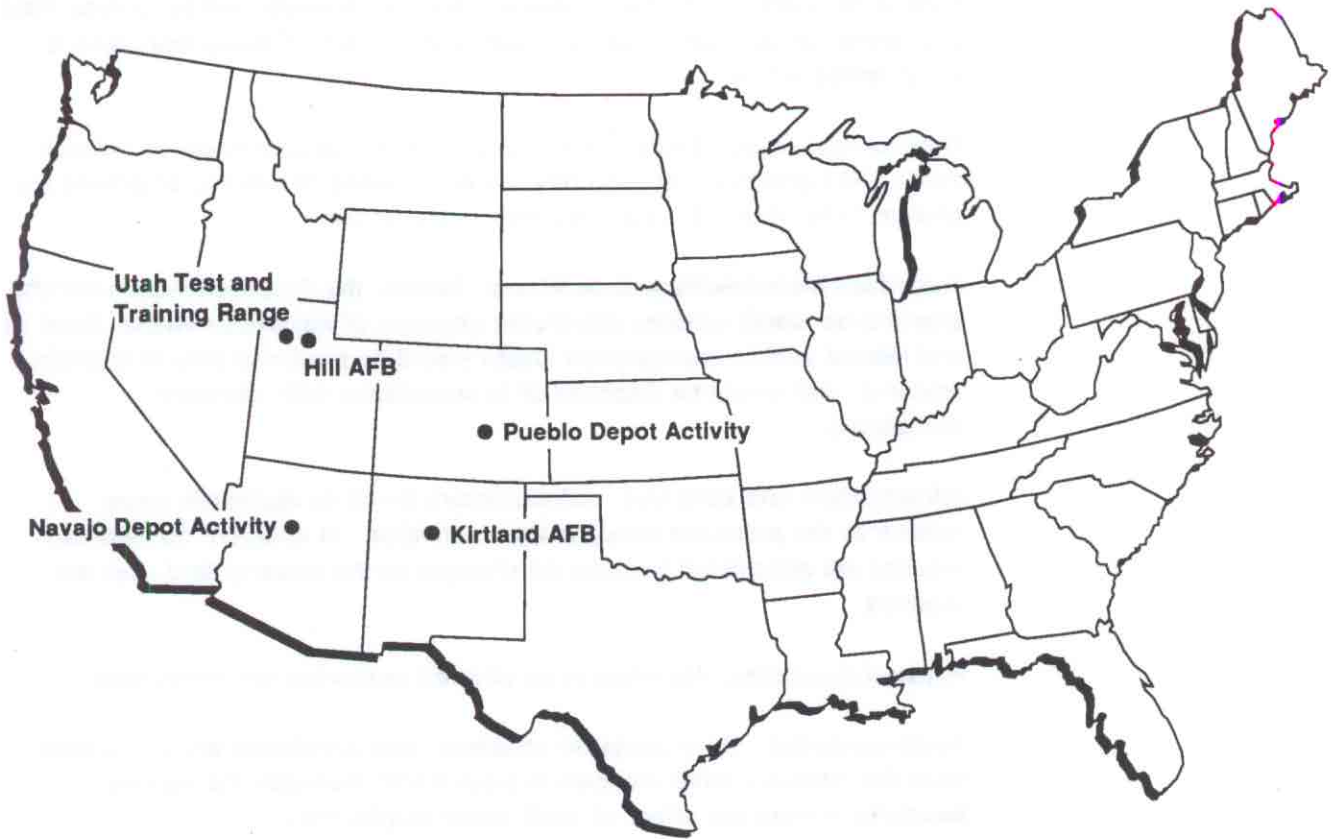 Utah Test and
Training Range
Hill AFB
Pueblo Depot Activity
Navajo Depot Activity
Kirtland AFB